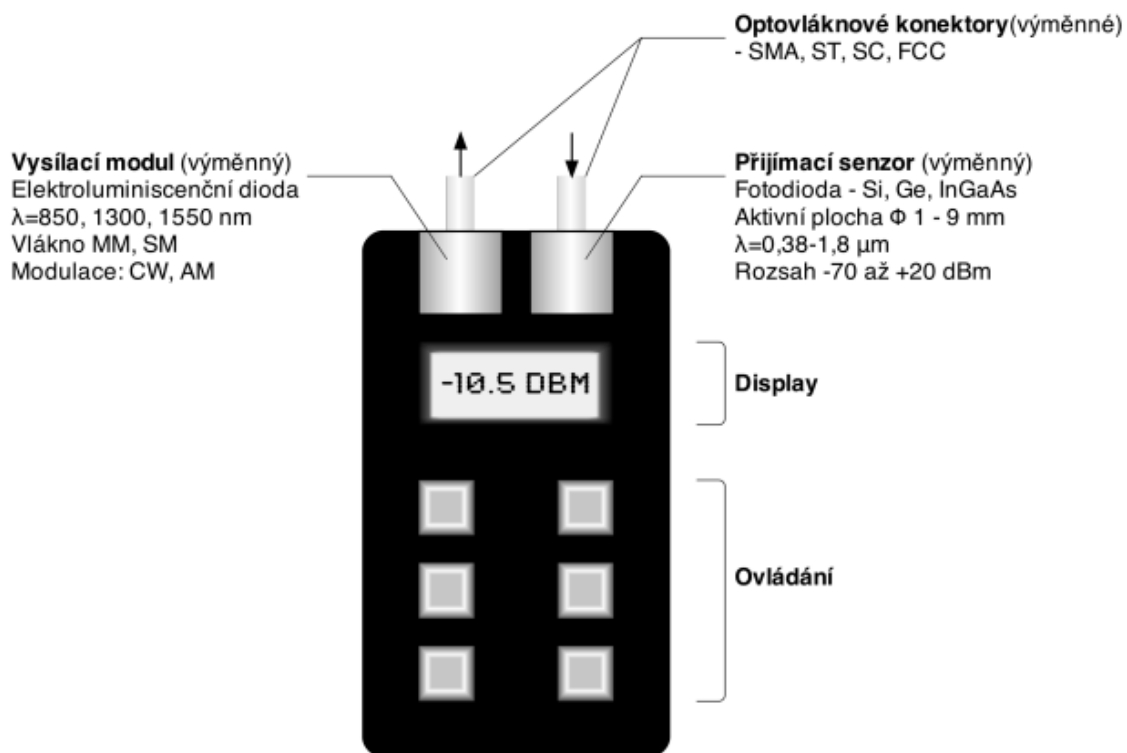 Optovláknové konektory(výměnné)
- SMA, ST, SC, FCC
Vysílací modul (výměnný)
Elektroluminiscenční dioda
λ=850, 1300, 1550 nm
Vlákno MM, SM
Modulace: CW, AM
Přijímací senzor (výměnný)
Fotodioda - Si, Ge, InGaAs
Aktivní plocha Φ 1 - 9 mm
λ=0,38-1,8 μm
Rozsah -70 až +20 dBm
-10.5 DBM
Display
Ovládání